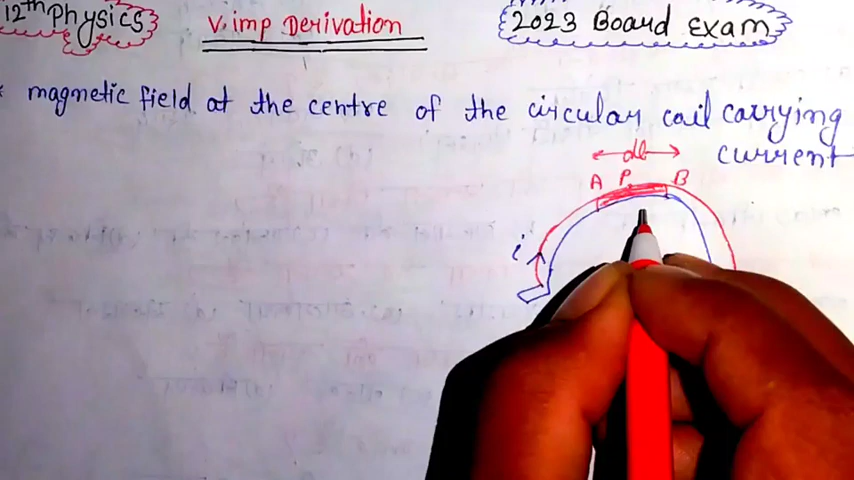 12th Physics
V. imp Derivation
2023 Board Exam
magnetic field at the centre of the circular coil carrying
current
dl
A P B
i